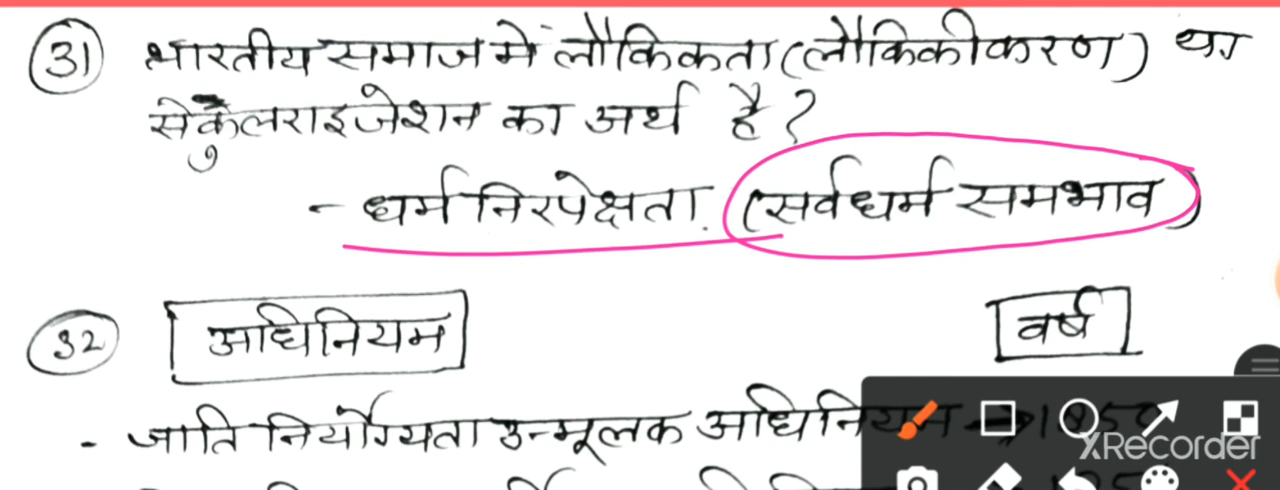 31 भारतीय समाज में लौकिकता (लौकिकीकरण) या
सेकुलराइजेशन का अर्थ है?
- धर्म निरपेक्षता. (सर्वधर्म समभाव)
32 अधिनियम वर्ष
- जाति निर्योग्यता उन्मूलक अधिनियम → 1850
XRecorder